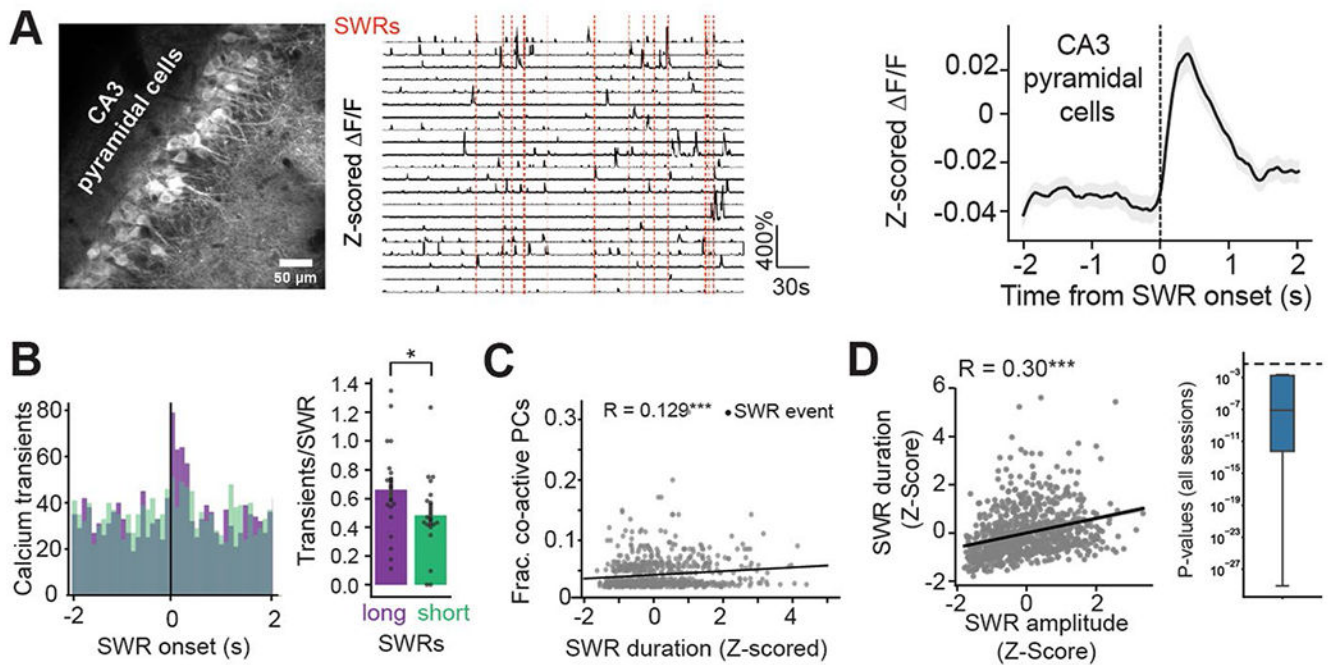 A
CA3
pyramidal cells
50 µm
SWRs
Z-scored ΔF/F
400%
30s
Z-scored ΔF/F
0.02
0
-0.02
-0.04
CA3
pyramidal
cells
-2
-1
0
1
2
Time from SWR onset (s)
B
Calcium transients
80
60
40
20
0
-2
0
2
SWR onset (s)
Transients/SWR
1.4
1.2
1.0
0.8
0.6
0.4
0.2
0.0
*
long
short
SWRs
C
Frac. co-active PCs
0.3
0.2
0.1
0
R = 0.129***
SWR event
-2
0
2
4
SWR duration (Z-scored)
D
R = 0.30***
SWR duration
(Z-Score)
6
4
2
0
-2
-2
0
2
SWR amplitude
(Z-Score)
P-values (all sessions)
10-3
10-7
10-11
10-15
10-19
10-23
10-27